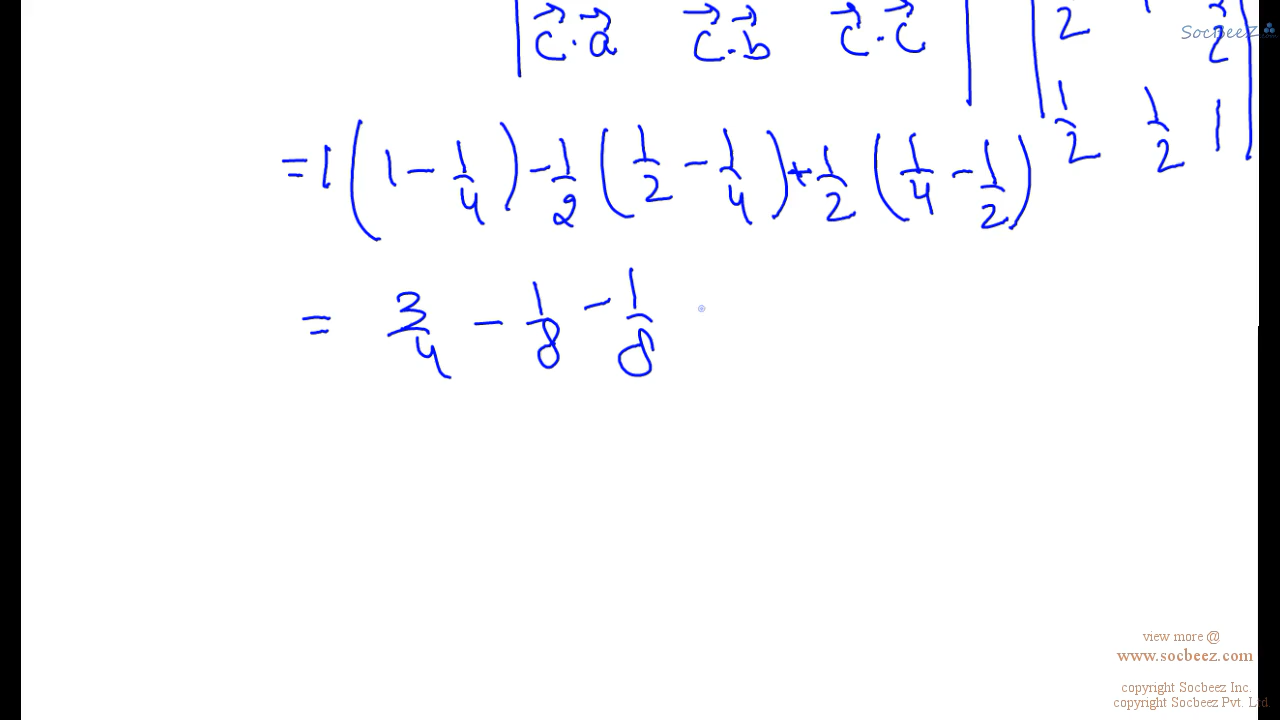 | c⃗·a⃗ c⃗·b⃗ c⃗·c⃗ | | 2 2
SocBeeZ
1/2 1/2 1 |
= 1 ( 1 - 1/4 ) - 1/2 ( 1/2 - 1/4 ) + 1/2 ( 1/4 - 1/2 )
= 3/4 - 1/8 - 1/8
view more @
www.socbeez.com
copyright Socbeez Inc.
copyright Socbeez Pvt. Ltd.